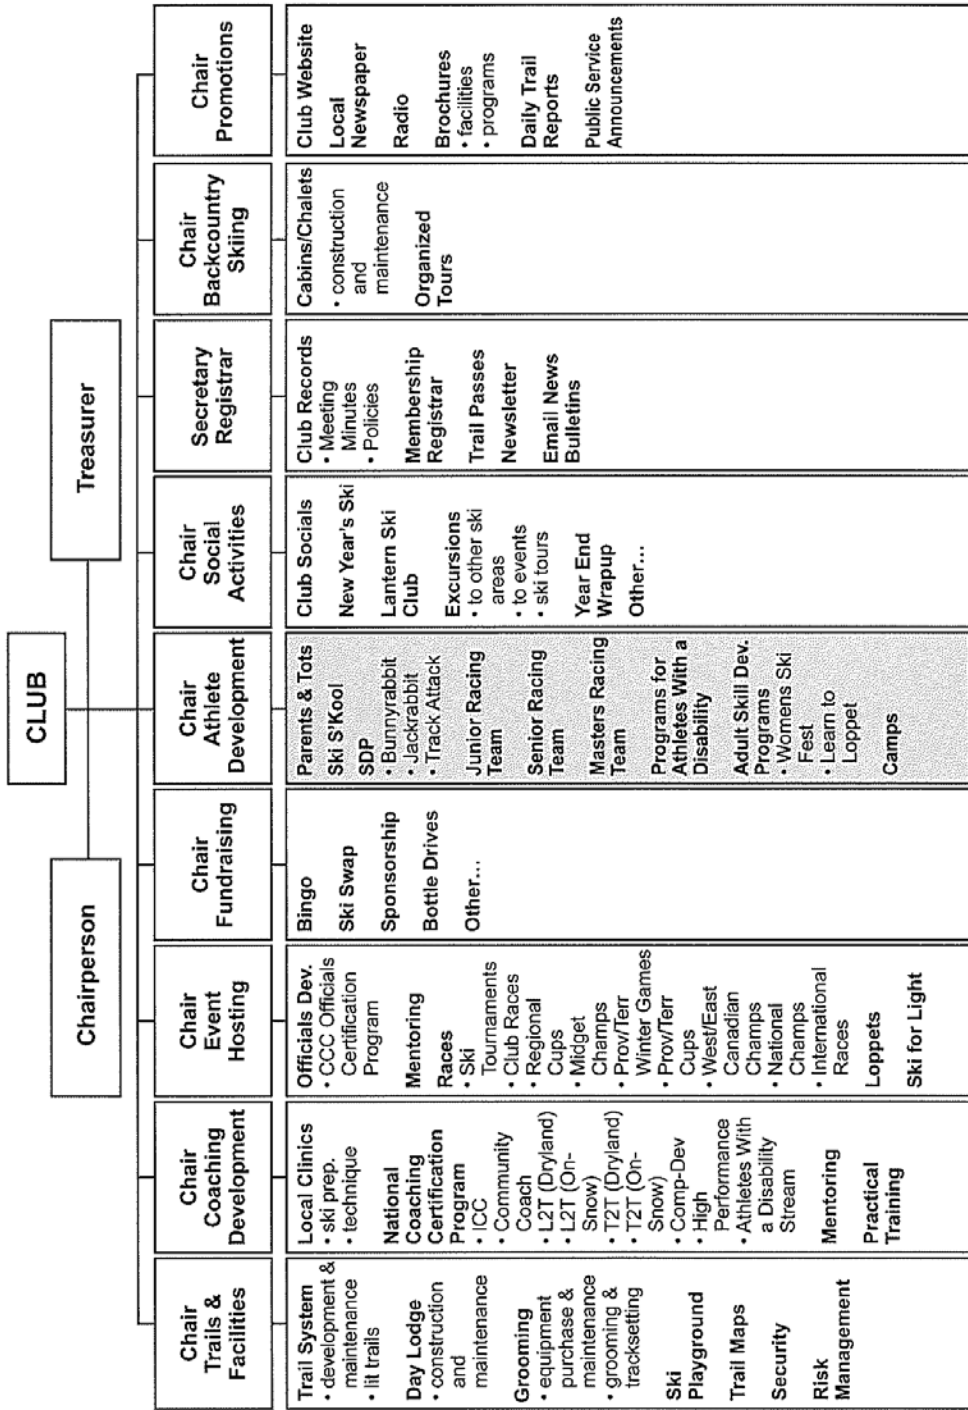 CLUB
Chairperson
Treasurer
Chair
Trails &
Facilities
Trail System
• development &
maintenance
• lit trails
Day Lodge
• construction
and
maintenance
Grooming
• equipment
purchase &
maintenance
• grooming &
tracksetting
Ski
Playground
Trail Maps
Security
Risk
Management
Chair
Coaching
Development
Local Clinics
• ski prep.
• technique
National
Coaching
Certification
Program
• ICC
• Community
Coach
• L2T (Dryland)
• L2T (On-
Snow)
• T2T (Dryland)
• T2T (On-
Snow)
• Comp-Dev
• High
Performance
• Athletes With
a Disability
Stream
Mentoring
Practical
Training
Chair
Event
Hosting
Officials Dev.
• CCC Officials
Certification
Program
Mentoring
Races
• Ski
Tournaments
• Club Races
• Regional
Cups
• Midget
Champs
• Prov/Terr
Winter Games
• Prov/Terr
Cups
• West/East
Canadian
Champs
• National
Champs
• International
Races
Loppets
Ski for Light
Chair
Fundraising
Bingo
Ski Swap
Sponsorship
Bottle Drives
Other...
Chair
Athlete
Development
Parents & Tots
Ski S'Kool
SDP
• Bunnyrabbit
• Jackrabbit
• Track Attack
Junior Racing
Team
Senior Racing
Team
Masters Racing
Team
Programs for
Athletes With a
Disability
Adult Skill Dev.
Programs
• Womens Ski
Fest
• Learn to
Loppet
Camps
Chair
Social
Activities
Club Socials
New Year's Ski
Lantern Ski
Club
Excursions
• to other ski
areas
• to events
• ski tours
Year End
Wrapup
Other...
Secretary
Registrar
Club Records
• Meeting
Minutes
• Policies
Membership
Registrar
Trail Passes
Newsletter
Email News
Bulletins
Chair
Backcountry
Skiing
Cabins/Chalets
• construction
and
maintenance
Organized
Tours
Chair
Promotions
Club Website
Local
Newspaper
Radio
Brochures
• facilities
• programs
Daily Trail
Reports
Public Service
Announcements